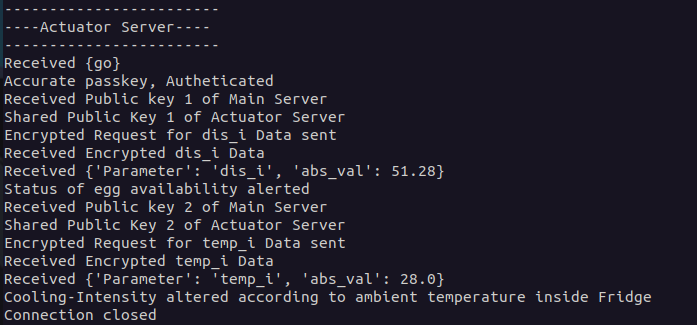 ------------------------
----Actuator Server----
------------------------
Received {go}
Accurate passkey, Autheticated
Received Public key 1 of Main Server
Shared Public Key 1 of Actuator Server
Encrypted Request for dis_i Data sent
Received Encrypted dis_i Data
Received {'Parameter': 'dis_i', 'abs_val': 51.28}
Status of egg availability alerted
Received Public key 2 of Main Server
Shared Public Key 2 of Actuator Server
Encrypted Request for temp_i Data sent
Received Encrypted temp_i Data
Received {'Parameter': 'temp_i', 'abs_val': 28.0}
Cooling-Intensity altered according to ambient temperature inside Fridge
Connection closed